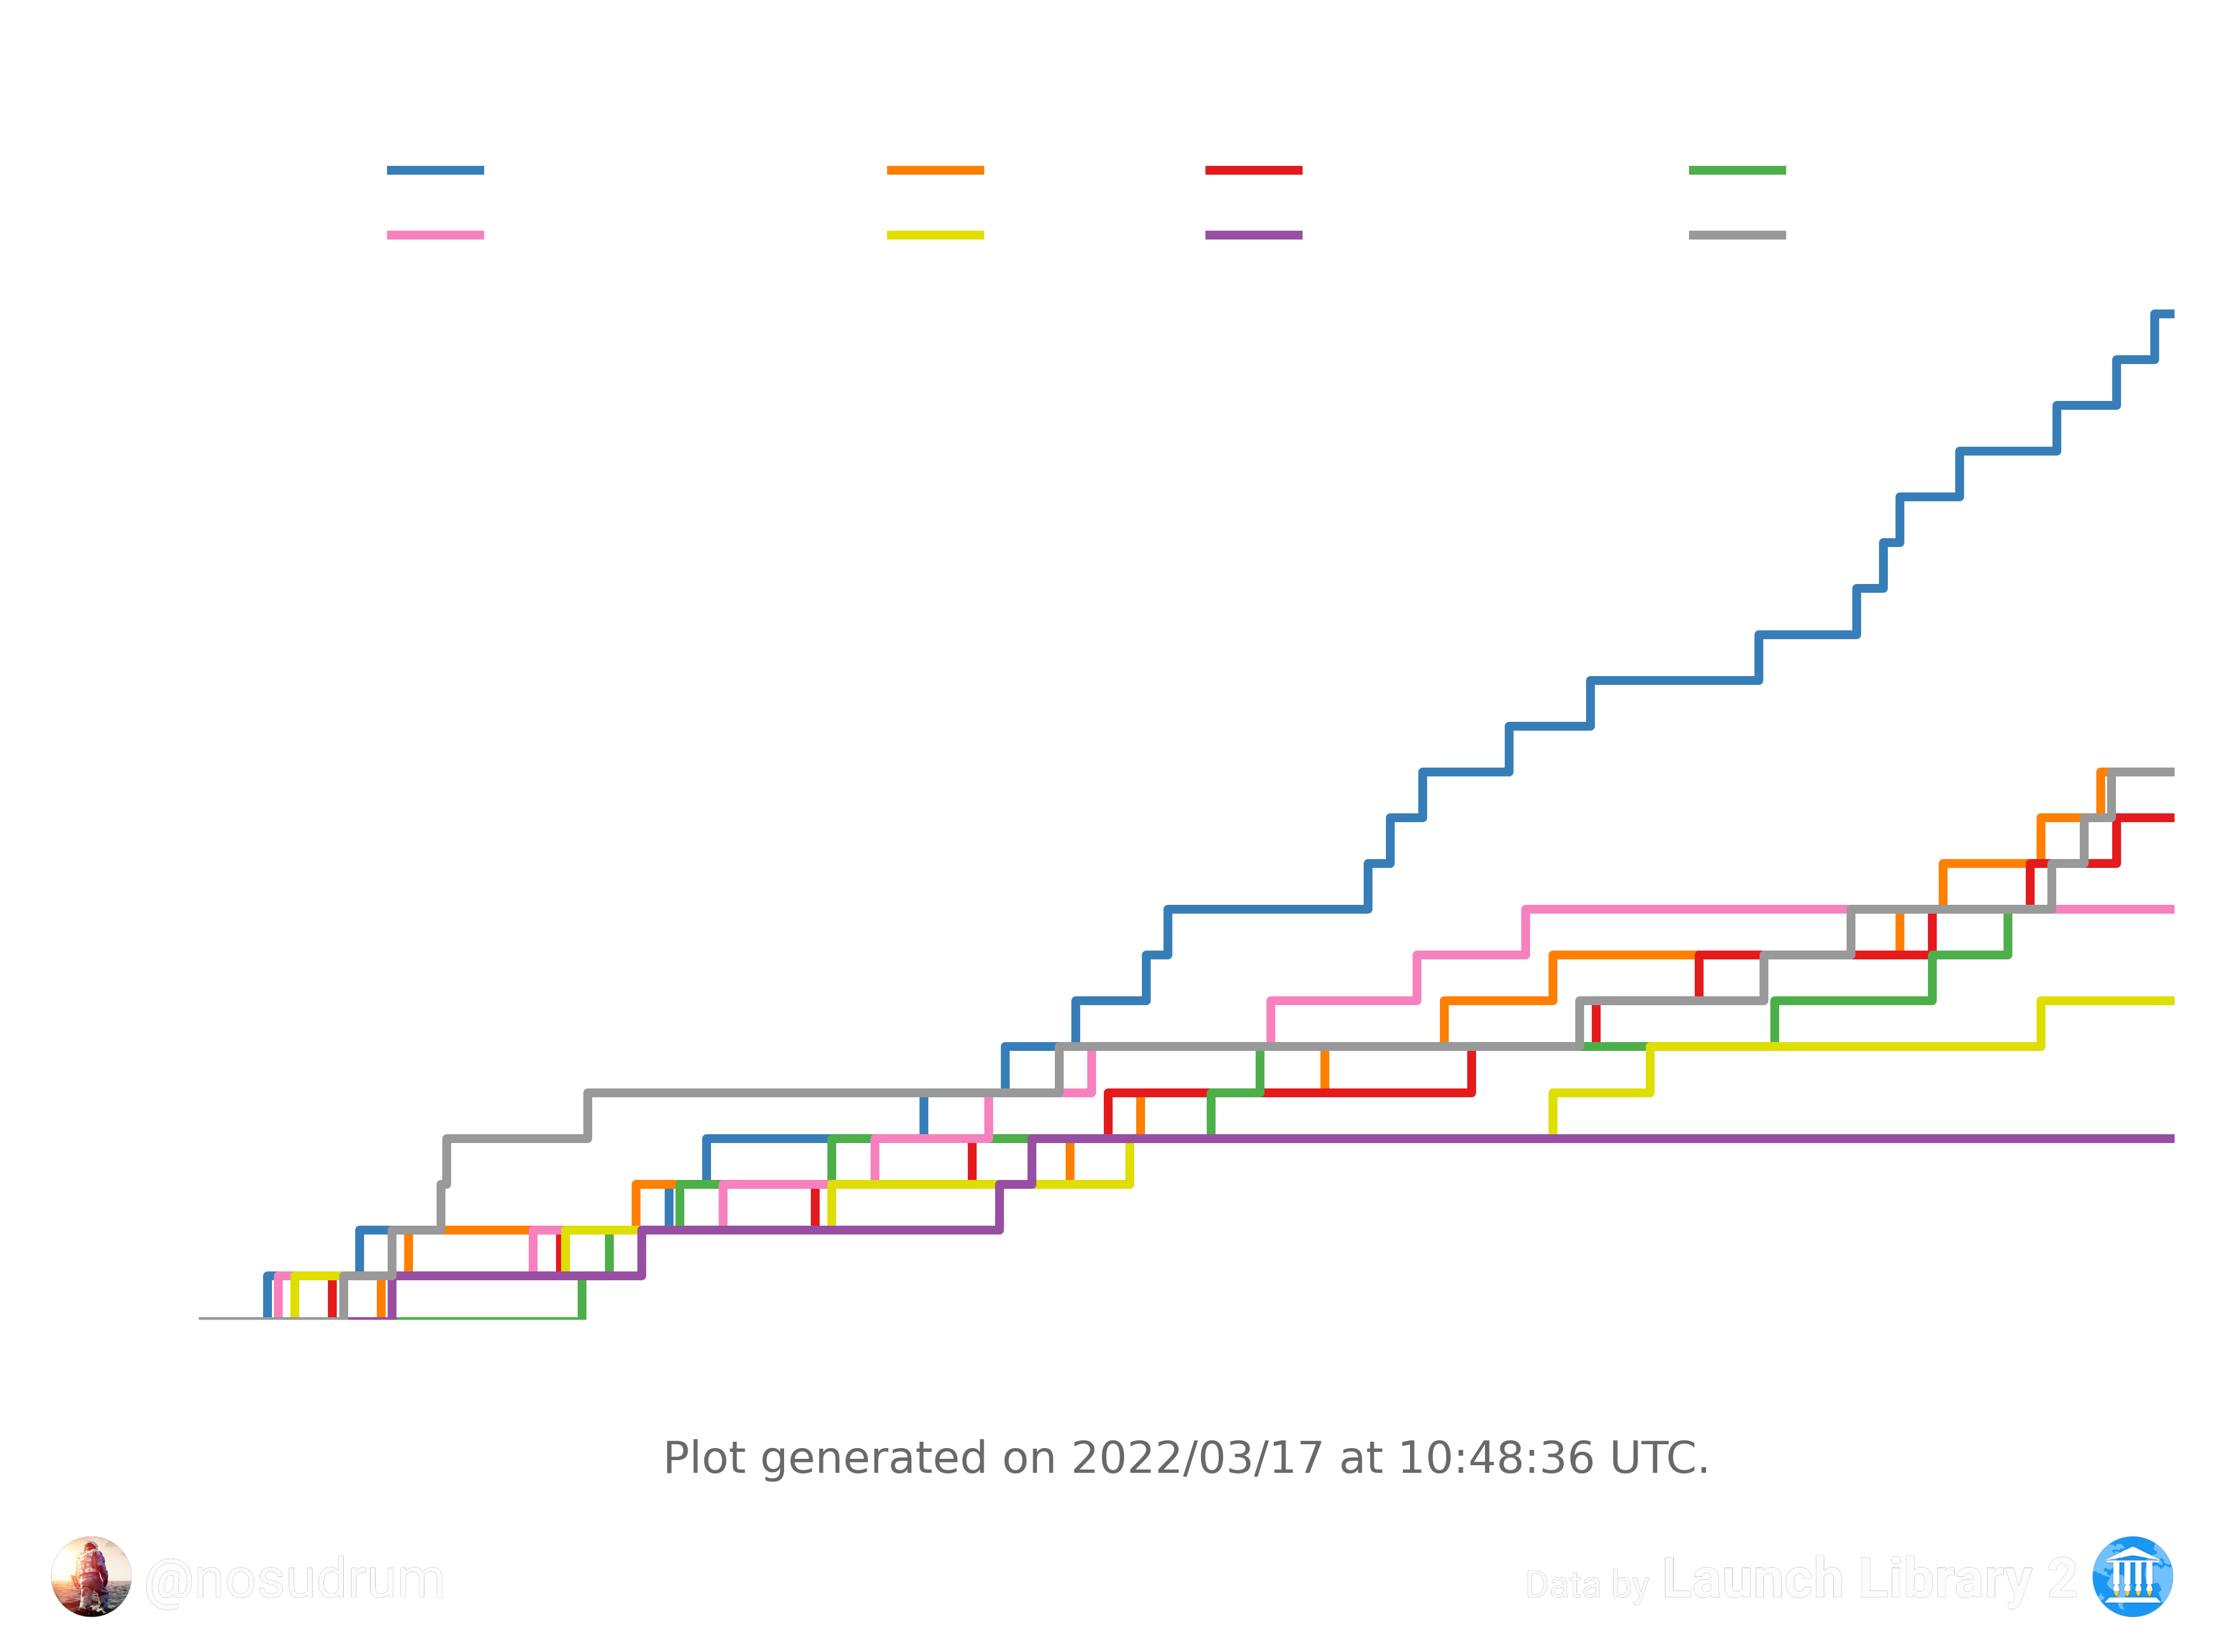 Plot generated on 2022/03/17 at 10:48:36 UTC.
@nosudrum
Data by Launch Library 2